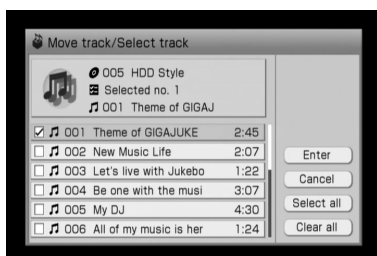 Move track/Select track
005 HDD Style
Selected no. 1
001 Theme of GIGAJ
001 Theme of GIGAJUKE 2:45
002 New Music Life 2:07
003 Let's live with Jukebo 1:22
004 Be one with the musi 3:07
005 My DJ 4:30
006 All of my music is her 1:24
Enter
Cancel
Select all
Clear all